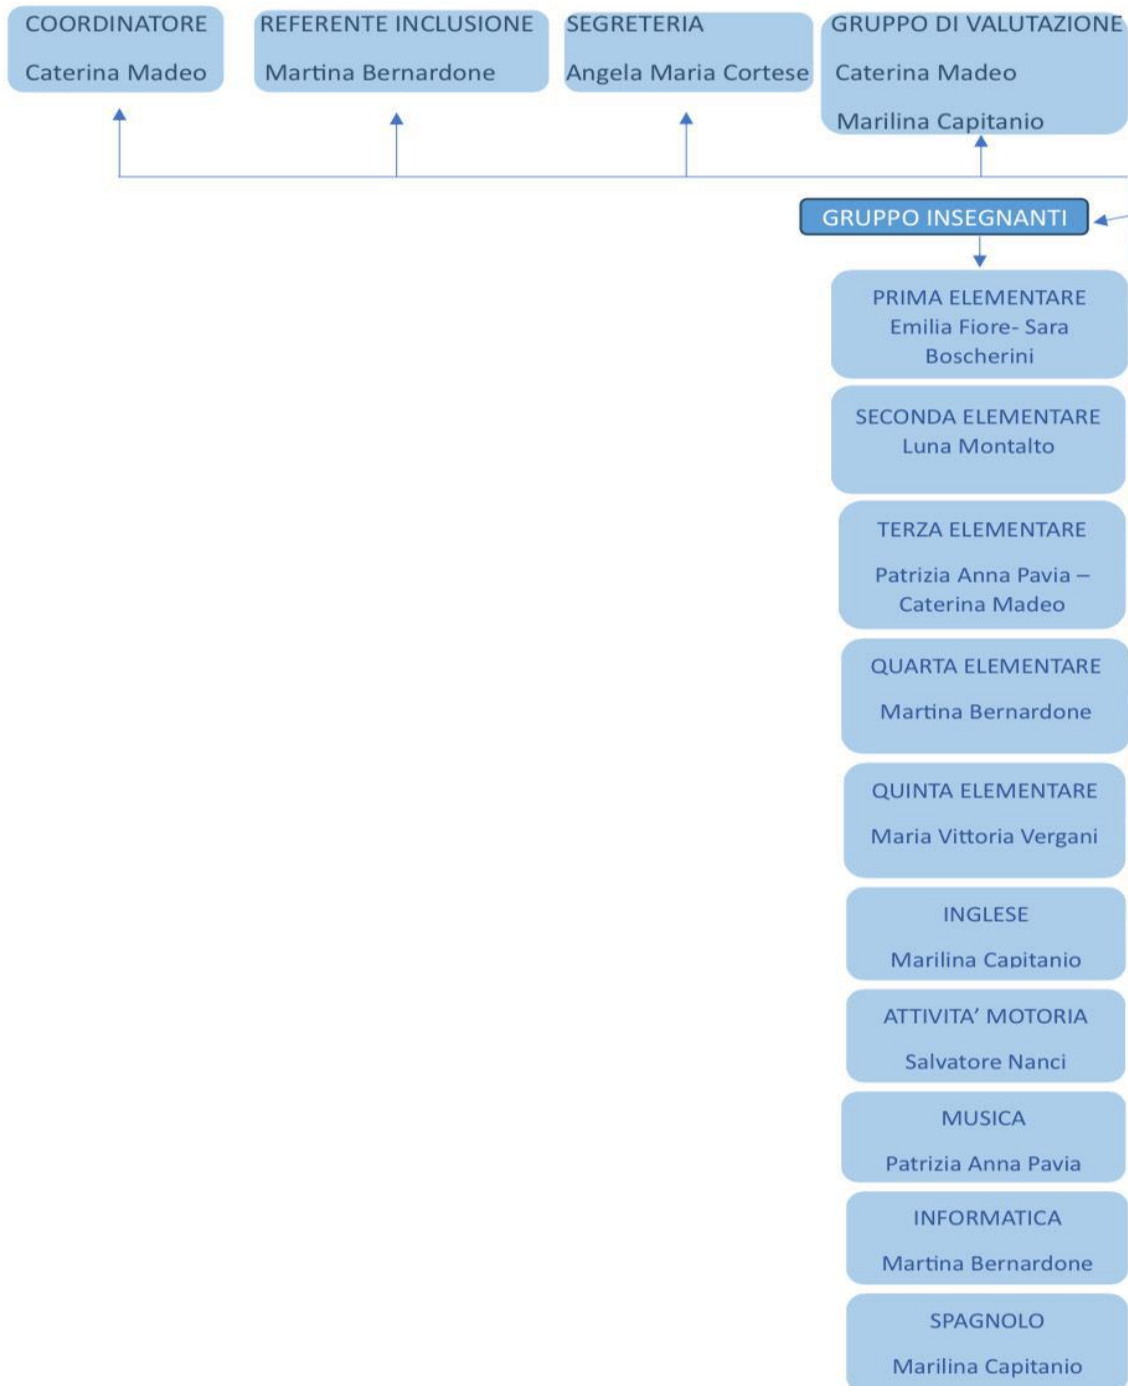 COORDINATORE
Caterina Madeo
REFERENTE INCLUSIONE
Martina Bernardone
SEGRETERIA
Angela Maria Cortese
GRUPPO DI VALUTAZIONE
Caterina Madeo
Marilina Capitanio
GRUPPO INSEGNANTI
PRIMA ELEMENTARE
Emilia Fiore- Sara
Boscherini
SECONDA ELEMENTARE
Luna Montalto
TERZA ELEMENTARE
Patrizia Anna Pavia –
Caterina Madeo
QUARTA ELEMENTARE
Martina Bernardone
QUINTA ELEMENTARE
Maria Vittoria Vergani
INGLESE
Marilina Capitanio
ATTIVITA’ MOTORIA
Salvatore Nanci
MUSICA
Patrizia Anna Pavia
INFORMATICA
Martina Bernardone
SPAGNOLO
Marilina Capitanio